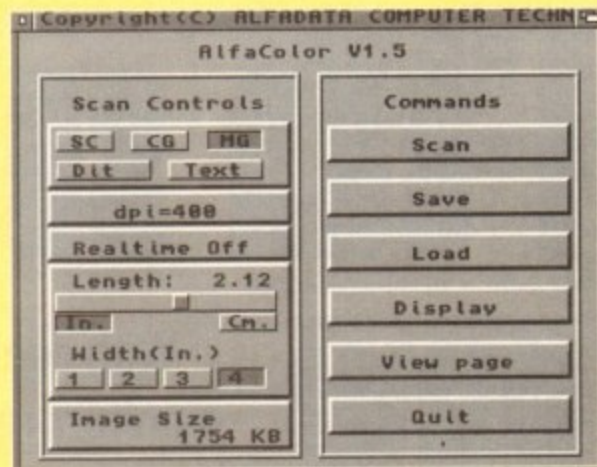 Copyright(C) ALFADATA COMPUTER TECHN
AlfaColor V1.5
Scan Controls
SC CG MG
Dit Text
dpi=400
Realtime Off
Length: 2.12
In. Cm.
Width(In.)
1 2 3 4
Image Size
1754 KB
Commands
Scan
Save
Load
Display
View page
Quit